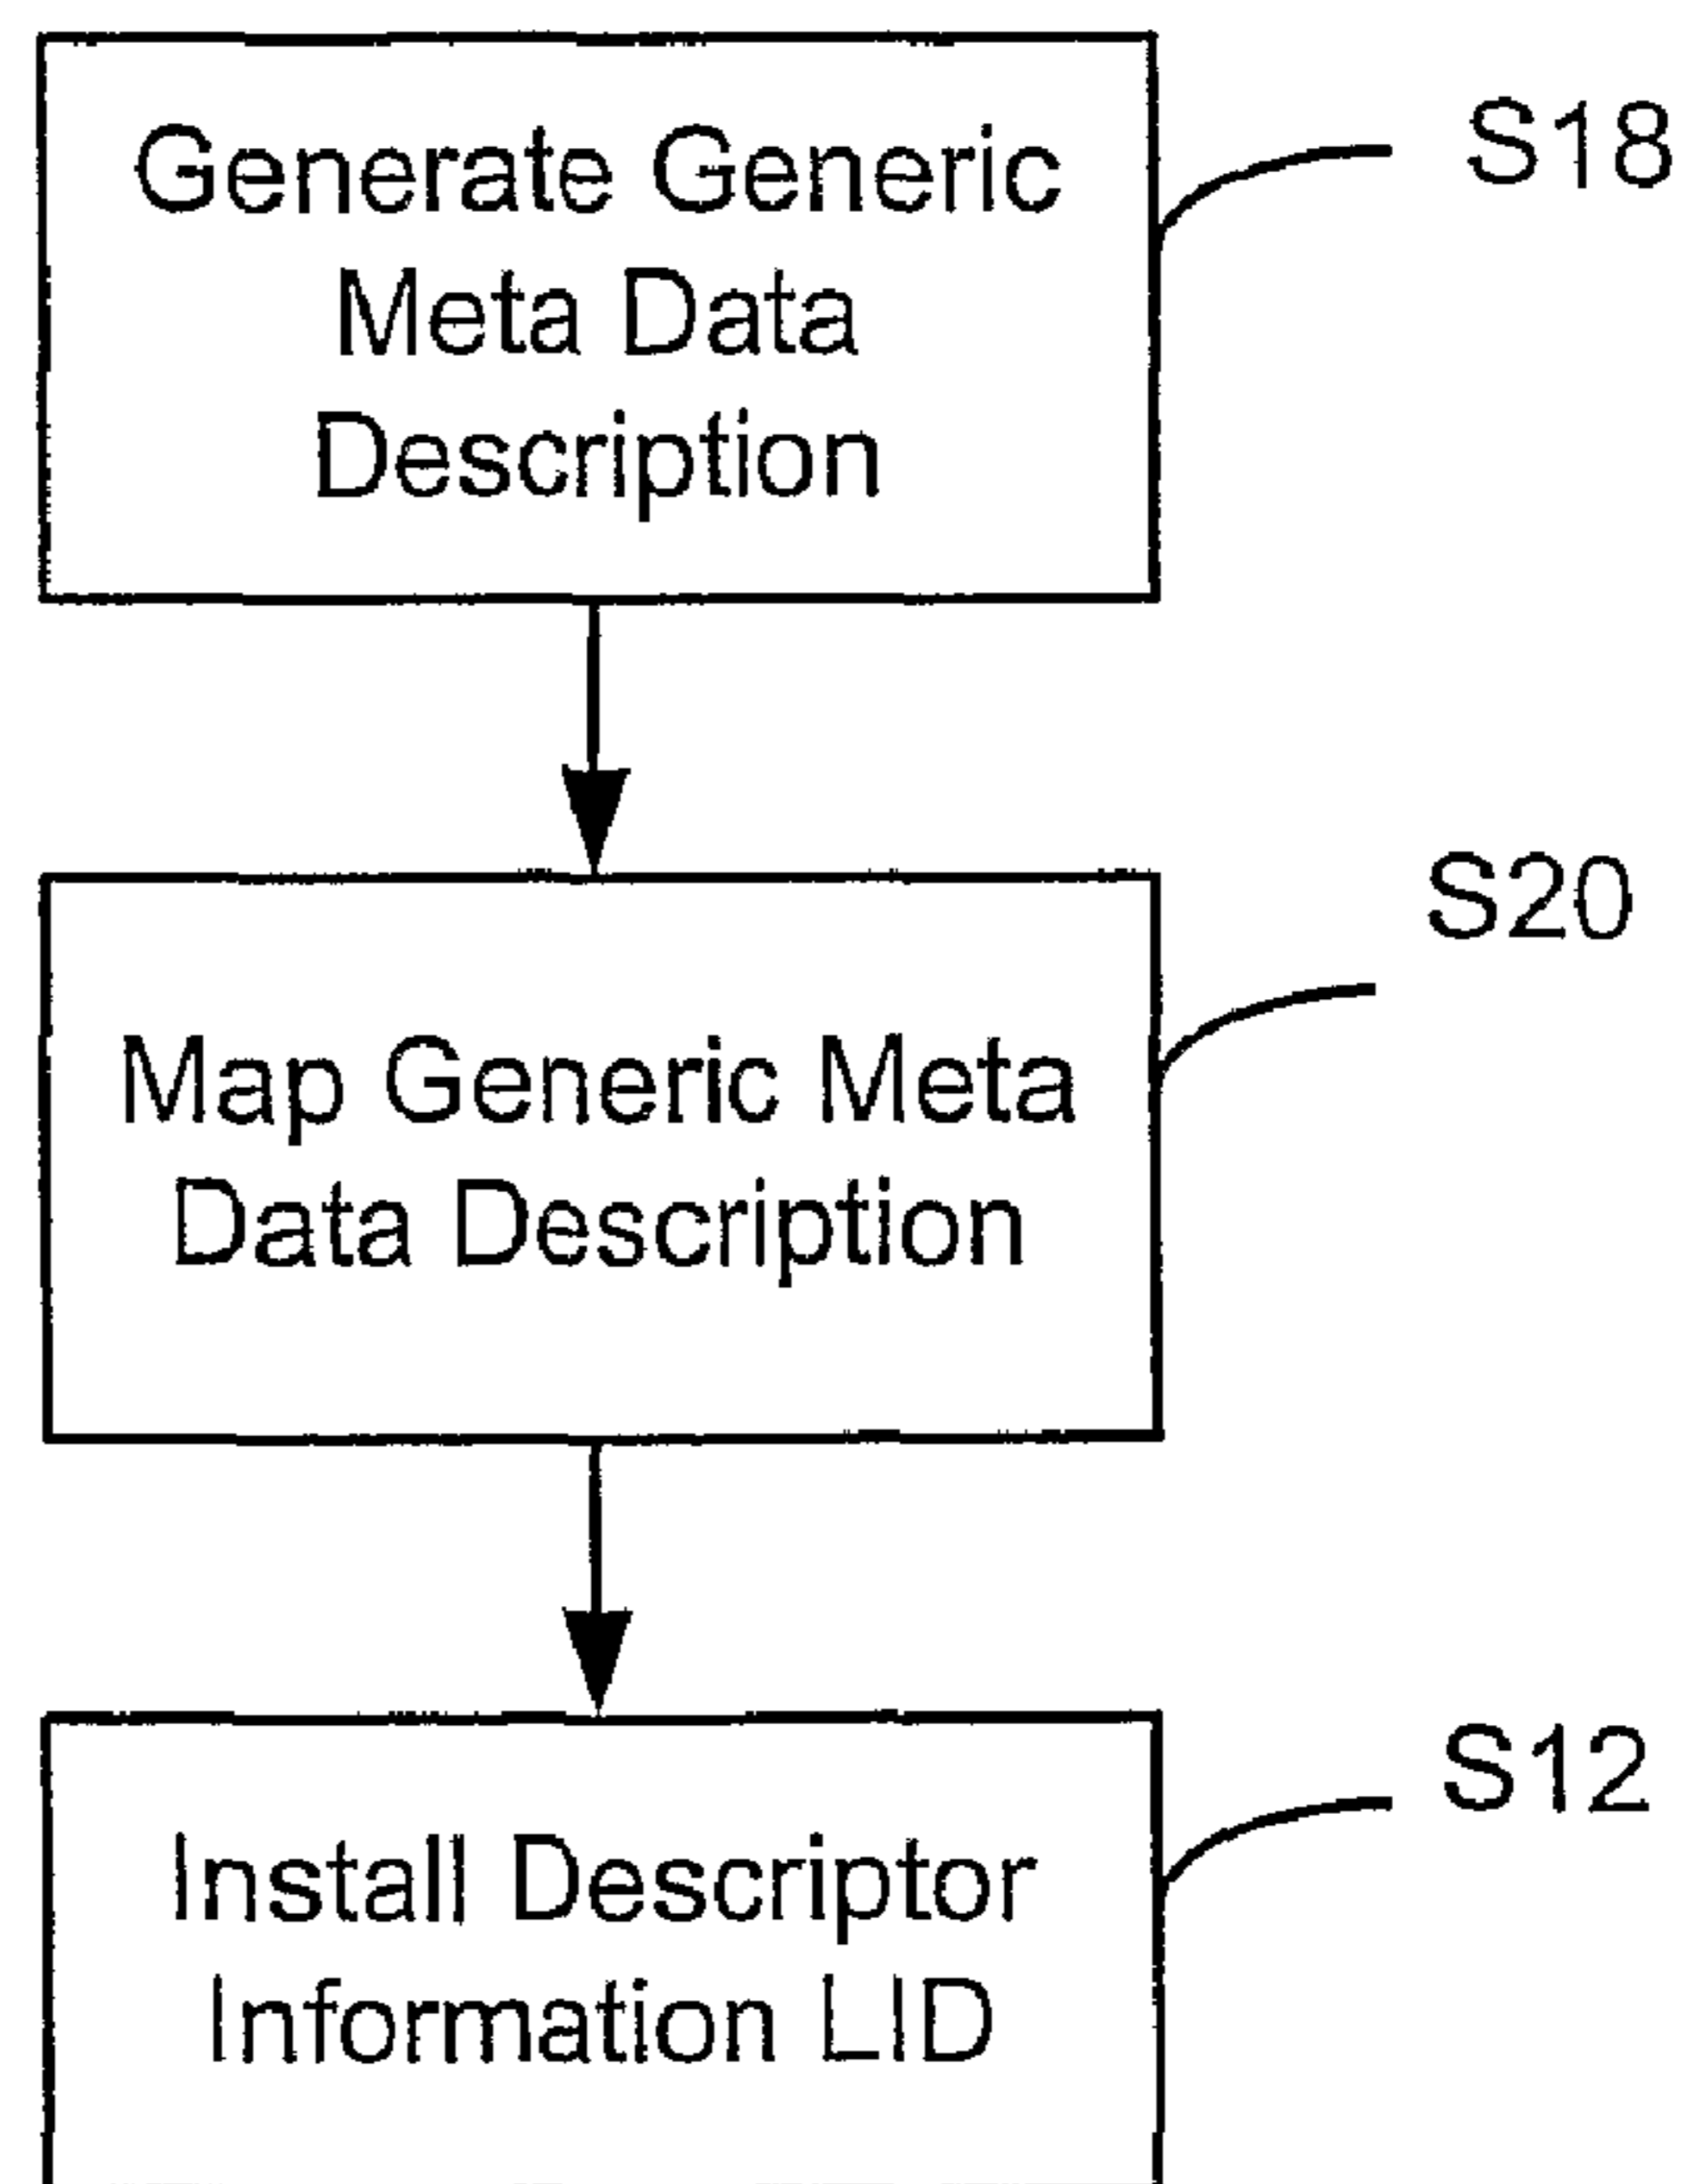 Generate Generic
Meta Data
Description
S18
Map Generic Meta
Data Description
S20
Install Descriptor
Information LID
S12